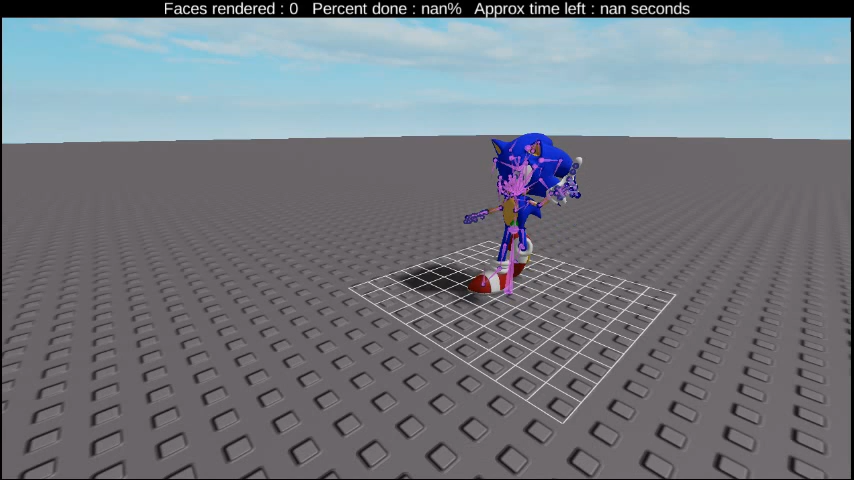 Faces rendered : 0   Percent done : nan%   Approx time left : nan seconds